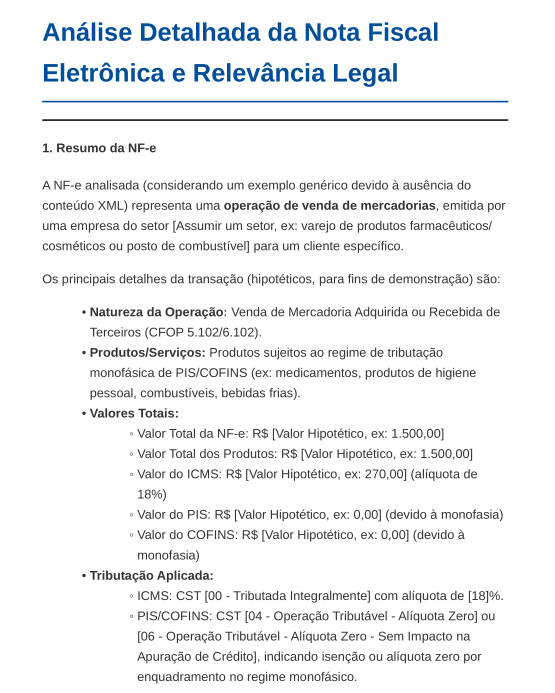 Análise Detalhada da Nota Fiscal
Eletrônica e Relevância Legal
1. Resumo da NF-e
A NF-e analisada (considerando um exemplo genérico devido à ausência do
conteúdo XML) representa uma operação de venda de mercadorias, emitida por
uma empresa do setor [Assumir um setor, ex: varejo de produtos farmacêuticos/
cosméticos ou posto de combustível] para um cliente específico.
Os principais detalhes da transação (hipotéticos, para fins de demonstração) são:
• Natureza da Operação: Venda de Mercadoria Adquirida ou Recebida de
Terceiros (CFOP 5.102/6.102).
• Produtos/Serviços: Produtos sujeitos ao regime de tributação
monofásica de PIS/COFINS (ex: medicamentos, produtos de higiene
pessoal, combustíveis, bebidas frias).
• Valores Totais:
◦ Valor Total da NF-e: R$ [Valor Hipotético, ex: 1.500,00]
◦ Valor Total dos Produtos: R$ [Valor Hipotético, ex: 1.500,00]
◦ Valor do ICMS: R$ [Valor Hipotético, ex: 270,00] (alíquota de
18%)
◦ Valor do PIS: R$ [Valor Hipotético, ex: 0,00] (devido à monofasia)
◦ Valor do COFINS: R$ [Valor Hipotético, ex: 0,00] (devido à
monofasia)
• Tributação Aplicada:
◦ ICMS: CST [00 - Tributada Integralmente] com alíquota de [18]%.
◦ PIS/COFINS: CST [04 - Operação Tributável - Alíquota Zero] ou
[06 - Operação Tributável - Alíquota Zero - Sem Impacto na
Apuração de Crédito], indicando isenção ou alíquota zero por
enquadramento no regime monofásico.